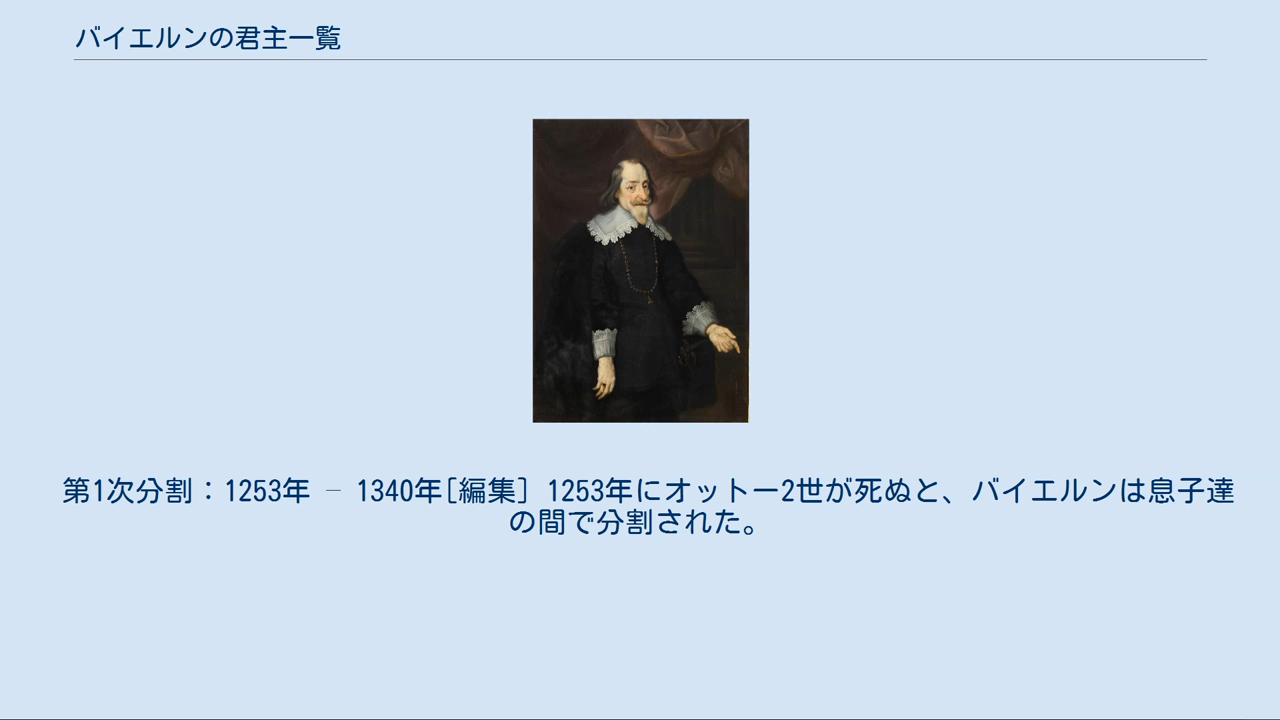 バイエルンの君主一覧
第1次分割：1253年 – 1340年[編集] 1253年にオットー2世が死ぬと、バイエルンは息子達
の間で分割された。